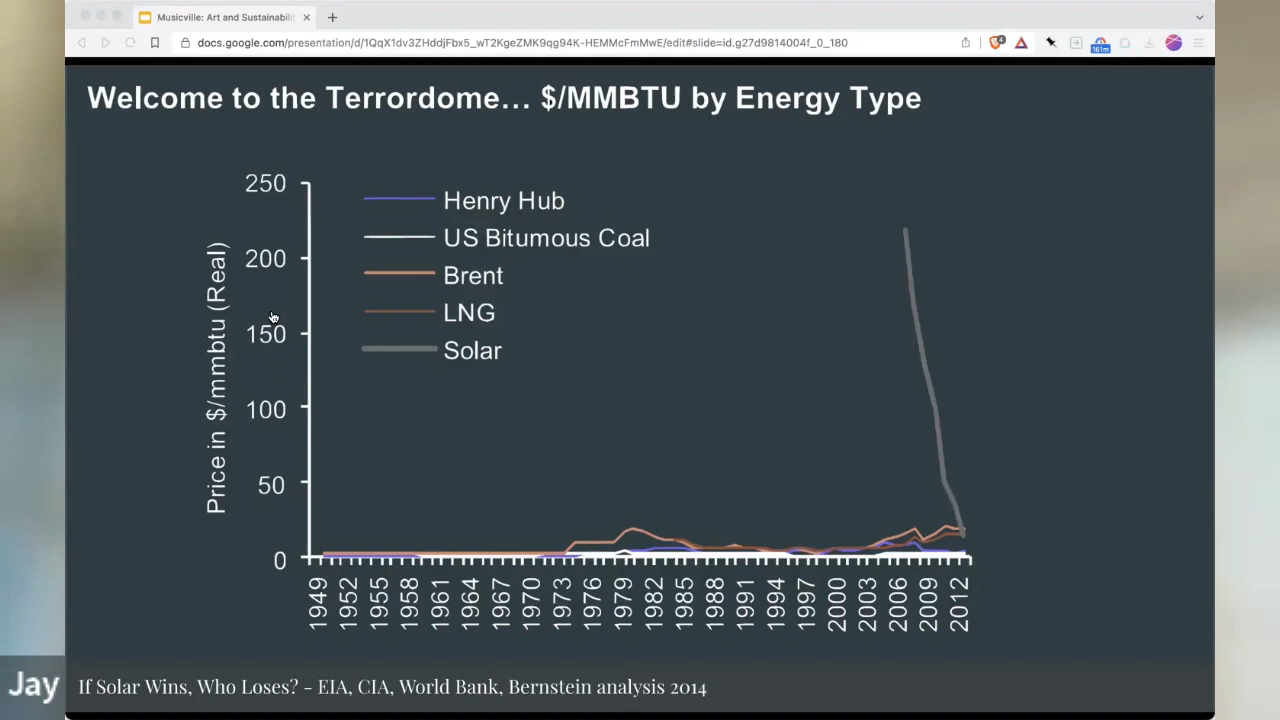 Musicville: Art and Sustainabili
docs.google.com/presentation/d/1QqX1dv3ZHddjFbx5_wT2KgeZMK9qg94K-HEMMcFmMwE/edit#slide=id.g27d9814004f_0_180
4
161m
Welcome to the Terrordome... $/MMBTU by Energy Type
Price in $/mmbtu (Real)
250
200
150
100
50
0
Henry Hub
US Bitumous Coal
Brent
LNG
Solar
1949 1952 1955 1958 1961 1964 1967 1970 1973 1976 1979 1982 1985 1988 1991 1994 1997 2000 2003 2006 2009 2012
Jay
If Solar Wins, Who Loses? - EIA, CIA, World Bank, Bernstein analysis 2014